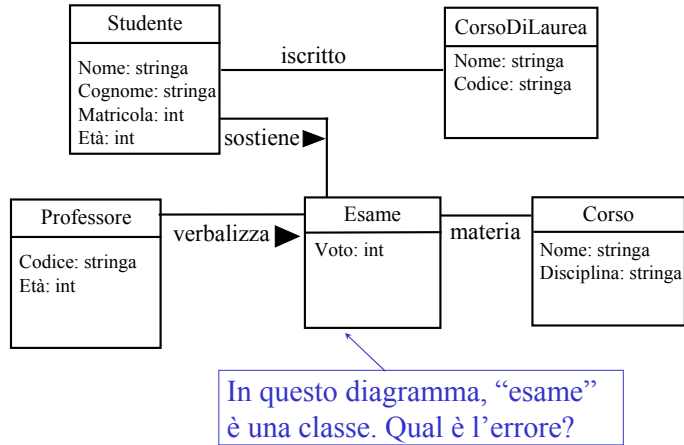 Studente
Nome: stringa
Cognome: stringa
Matricola: int
Età: int
iscritto
CorsoDiLaurea
Nome: stringa
Codice: stringa
sostiene
Professore
Codice: stringa
Età: int
verbalizza
Esame
Voto: int
materia
Corso
Nome: stringa
Disciplina: stringa
In questo diagramma, “esame”
è una classe. Qual è l’errore?